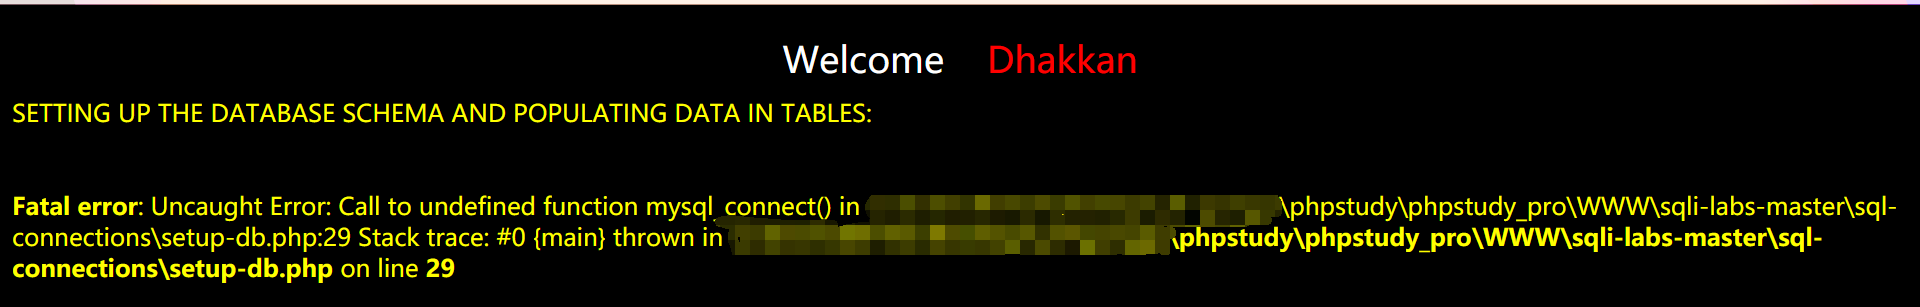 Welcome Dhakkan
SETTING UP THE DATABASE SCHEMA AND POPULATING DATA IN TABLES:
Fatal error: Uncaught Error: Call to undefined function mysql_connect() in \phpstudy\phpstudy_pro\WWW\sqli-labs-master\sql-
connections\setup-db.php:29 Stack trace: #0 {main} thrown in \phpstudy\phpstudy_pro\WWW\sqli-labs-master\sql-
connections\setup-db.php on line 29